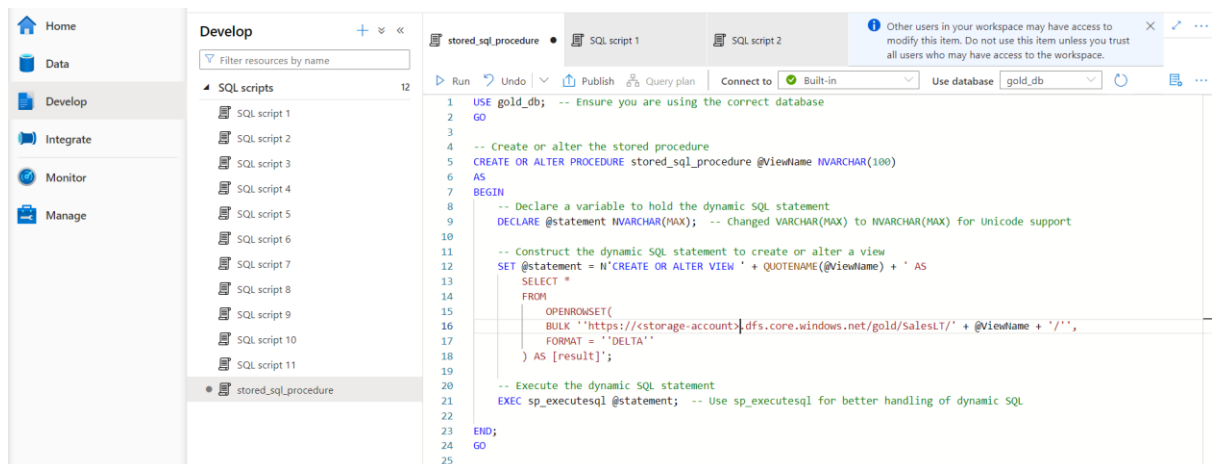 Home
Data
Develop
Integrate
Monitor
Manage
Develop
Filter resources by name
SQL scripts 12
SQL script 1
SQL script 2
SQL script 3
SQL script 4
SQL script 5
SQL script 6
SQL script 7
SQL script 8
SQL script 9
SQL script 10
SQL script 11
stored_sql_procedure
stored_sql_procedure SQL script 1 SQL script 2
Other users in your workspace may have access to
modify this item. Do not use this item unless you trust
all users who may have access to the workspace.
Run Undo Publish Query plan Connect to Built-in Use database gold_db
1 USE gold_db;  -- Ensure you are using the correct database
2 GO
3
4 -- Create or alter the stored procedure
5 CREATE OR ALTER PROCEDURE stored_sql_procedure @ViewName NVARCHAR(100)
6 AS
7 BEGIN
8     -- Declare a variable to hold the dynamic SQL statement
9     DECLARE @statement NVARCHAR(MAX);  -- Changed VARCHAR(MAX) to NVARCHAR(MAX) for Unicode support
10
11     -- Construct the dynamic SQL statement to create or alter a view
12     SET @statement = N'CREATE OR ALTER VIEW ' + QUOTENAME(@ViewName) + ' AS
13         SELECT *
14         FROM
15             OPENROWSET(
16             BULK ''https://<storage-account>.dfs.core.windows.net/gold/SalesLT/' + @ViewName + '/'',
17             FORMAT = ''DELTA''
18         ) AS [result]';
19
20     -- Execute the dynamic SQL statement
21     EXEC sp_executesql @statement;  -- Use sp_executesql for better handling of dynamic SQL
22
23 END;
24 GO
25